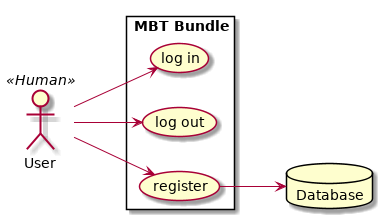 MBT Bundle
log in
«Human»
log out
User
register
Database